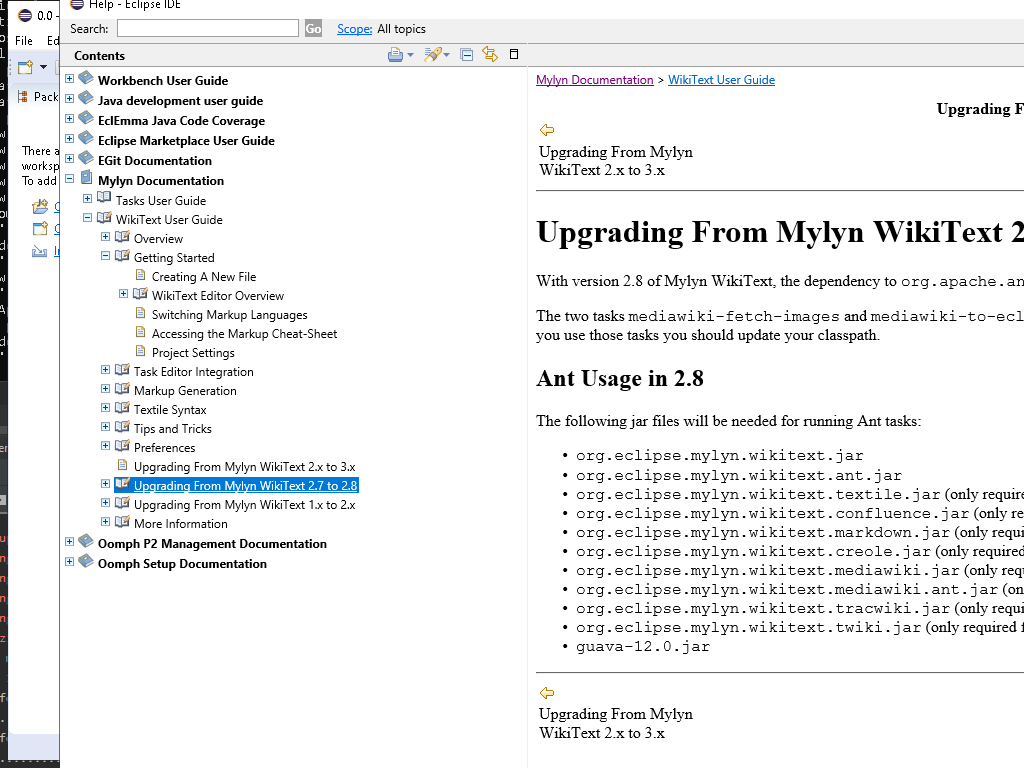 Help - Eclipse IDE
0.0 -
File Ed
Search: Go Scope: All topics
Contents
Pack
There a
worksp
To add
Workbench User Guide
Java development user guide
EclEmma Java Code Coverage
Eclipse Marketplace User Guide
EGit Documentation
Mylyn Documentation
Tasks User Guide
WikiText User Guide
Overview
Getting Started
Creating A New File
WikiText Editor Overview
Switching Markup Languages
Accessing the Markup Cheat-Sheet
Project Settings
Task Editor Integration
Markup Generation
Textile Syntax
Tips and Tricks
Preferences
Upgrading From Mylyn WikiText 2.x to 3.x
Upgrading From Mylyn WikiText 2.7 to 2.8
Upgrading From Mylyn WikiText 1.x to 2.x
More Information
Oomph P2 Management Documentation
Oomph Setup Documentation
Mylyn Documentation > WikiText User Guide
Upgrading F
Upgrading From Mylyn
WikiText 2.x to 3.x
Upgrading From Mylyn WikiText 2
With version 2.8 of Mylyn WikiText, the dependency to org.apache.an
The two tasks mediawiki-fetch-images and mediawiki-to-ecl
you use those tasks you should update your classpath.
Ant Usage in 2.8
The following jar files will be needed for running Ant tasks:
• org.eclipse.mylyn.wikitext.jar
• org.eclipse.mylyn.wikitext.ant.jar
• org.eclipse.mylyn.wikitext.textile.jar (only require
• org.eclipse.mylyn.wikitext.confluence.jar (only re
• org.eclipse.mylyn.wikitext.markdown.jar (only requi
• org.eclipse.mylyn.wikitext.creole.jar (only required
• org.eclipse.mylyn.wikitext.mediawiki.jar (only req
• org.eclipse.mylyn.wikitext.mediawiki.ant.jar (on
• org.eclipse.mylyn.wikitext.tracwiki.jar (only requi
• org.eclipse.mylyn.wikitext.twiki.jar (only required f
• guava-12.0.jar
Upgrading From Mylyn
WikiText 2.x to 3.x